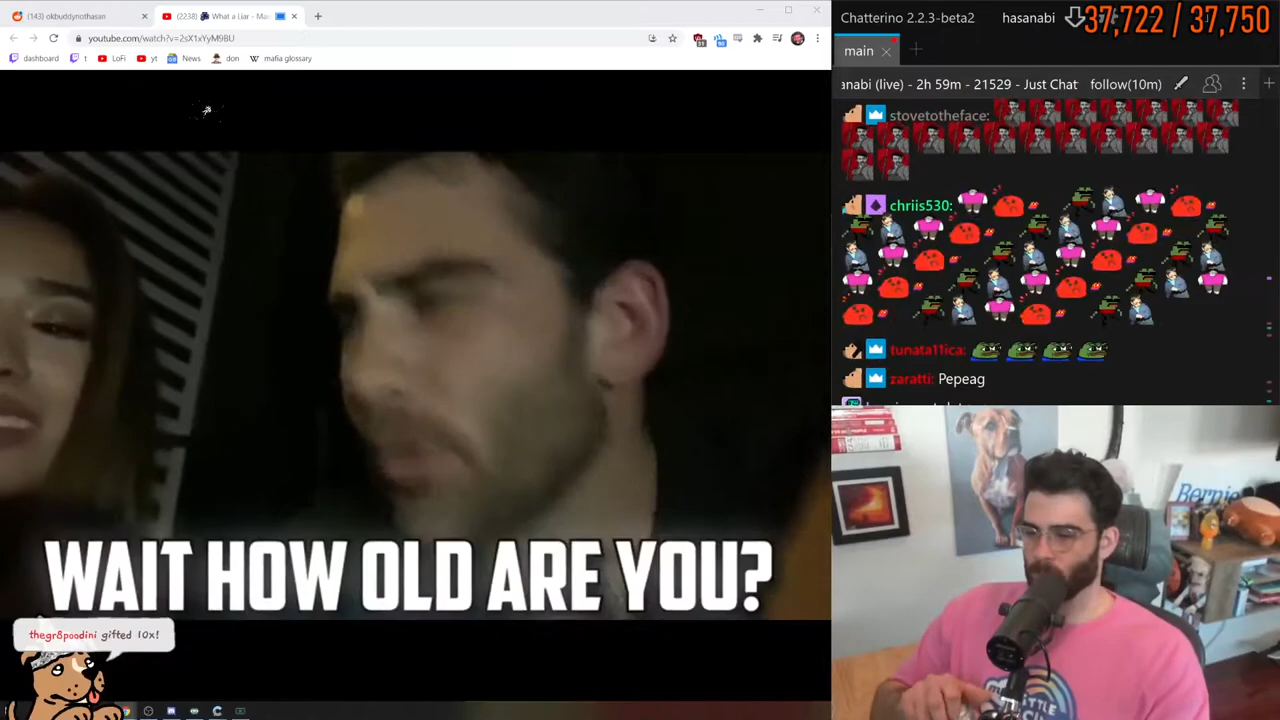 (143) okbuddynothasan
(2238) What a Liar - Mar
youtube.com/watch?v=2sX1xYyM9BU
dashboard
1
LoFi
yt
News
don
mafia glossary
Chatterino 2.2.3-beta2
hasanabi
37,722 / 37,750
main
anabi (live) - 2h 59m - 21529 - Just Chat
follow(10m)
stovetotheface:
chriis530:
tunata11ica:
zaratti: Pepeag
WAIT HOW OLD ARE YOU?
thegr8poodini gifted 10x!
Bernie